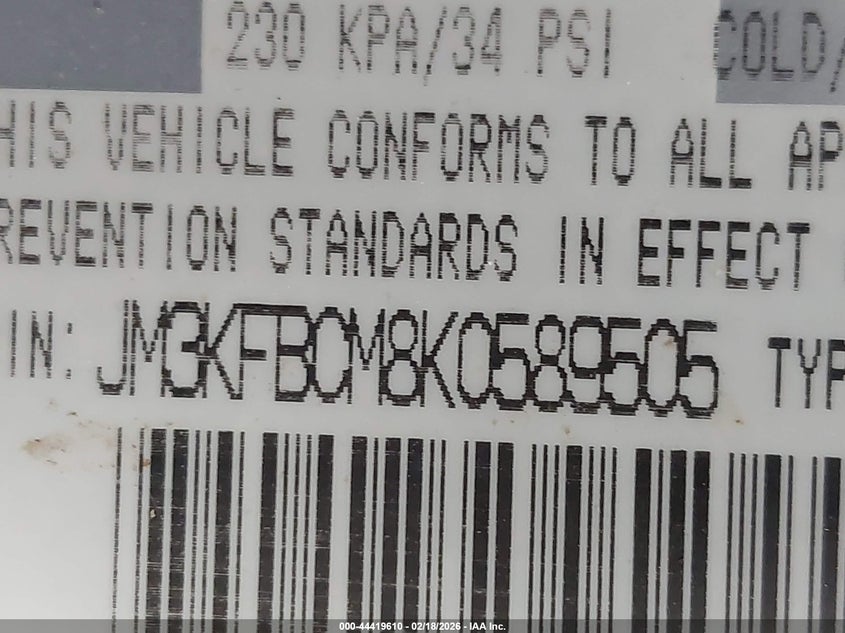 230 KPA/34 PSI COLD/
HIS VEHICLE CONFORMS TO ALL AP
REVENTION STANDARDS IN EFFECT
IN: JM3KFBCM8K0589505 TYP
000-44419610 - 02/18/2026 - IAA Inc.